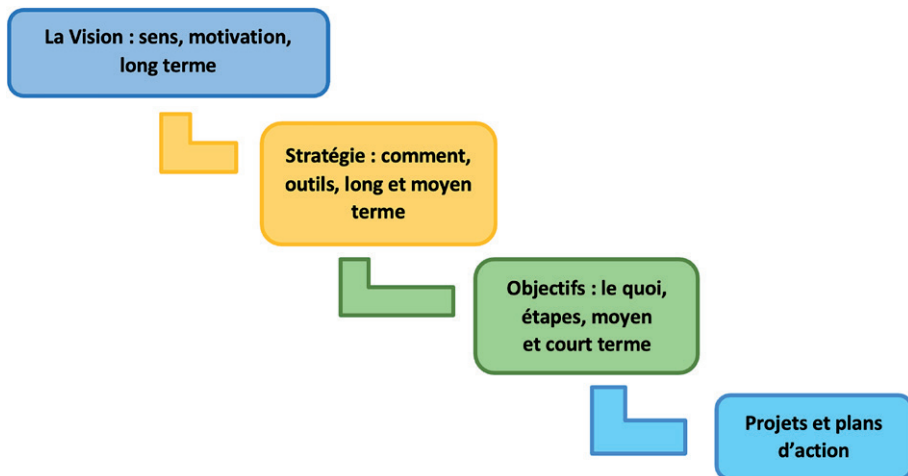 La Vision : sens, motivation,
long terme
Stratégie : comment,
outils, long et moyen
terme
Objectifs : le quoi,
étapes, moyen
et court terme
Projets et plans
d’action